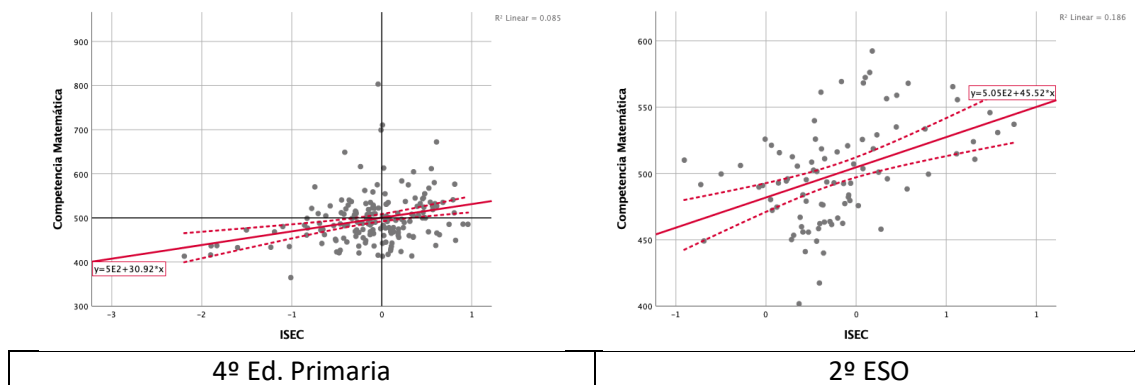 R² Linear = 0.085
900
800
700
600
500
400
300
Competencia Matemática
y=5E2+30.92*x
-3
-2
-1
0
1
ISEC
R² Linear = 0.186
600
550
500
450
400
Competencia Matemática
y=5.05E2+45.52*x
-1
0
0
1
1
ISEC
4º Ed. Primaria
2º ESO